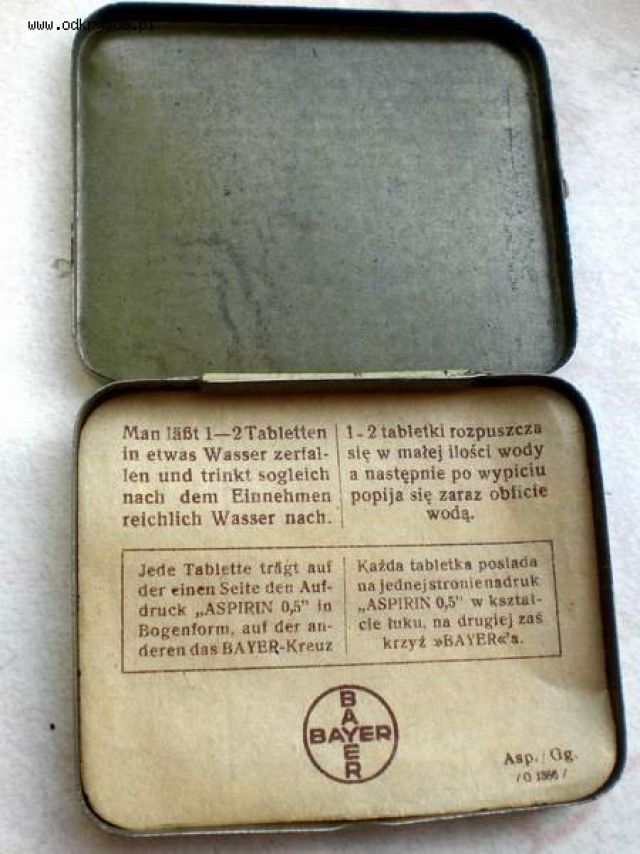 www.odkrywca.pl
Man läßt 1—2 Tabletten
in etwas Wasser zerfal-
len und trinkt sogleich
nach dem Einnehmen
reichlich Wasser nach.
1-2 tabletki rozpuszcza
się w małej ilości wody
a następnie po wypiciu
popija się zaraz obficie
wodą.
Jede Tablette trägt auf
der einen Seite den Auf-
druck „ASPIRIN 0,5" in
Bogenform, auf der an-
deren das BAYER-Kreuz
Każda tabletka posiada
na jednej stronie nadruk
„ASPIRIN 0,5" w kształ-
cie łuku, na drugiej zaś
krzyż »BAYER«'a.
BAYER
BAYER
Asp./Gg.
/O 1366/